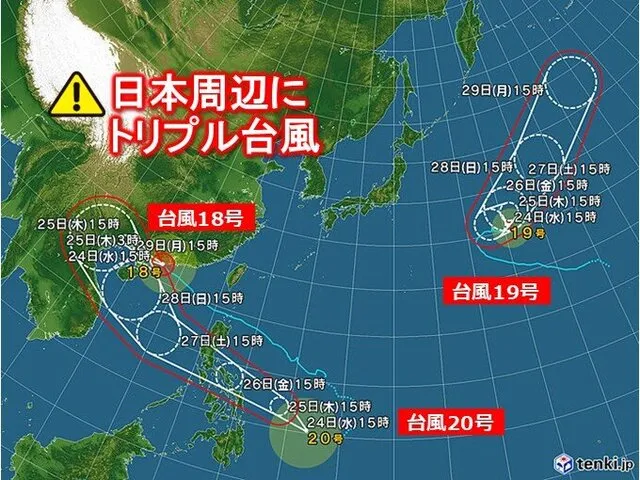 日本周辺に
トリプル台風
29日(月)15時
28日(日)15時
27日(土)15時
26日(金)15時
25日(木)15時
24日(水)15時
19号
台風19号
台風18号
25日(木)15時
25日(木)3時
24日(水)15時
18号
29日(月)15時
28日(日)15時
27日(土)15時
26日(金)15時
25日(木)15時
24日(水)15時
20号
台風20号
tenki.jp